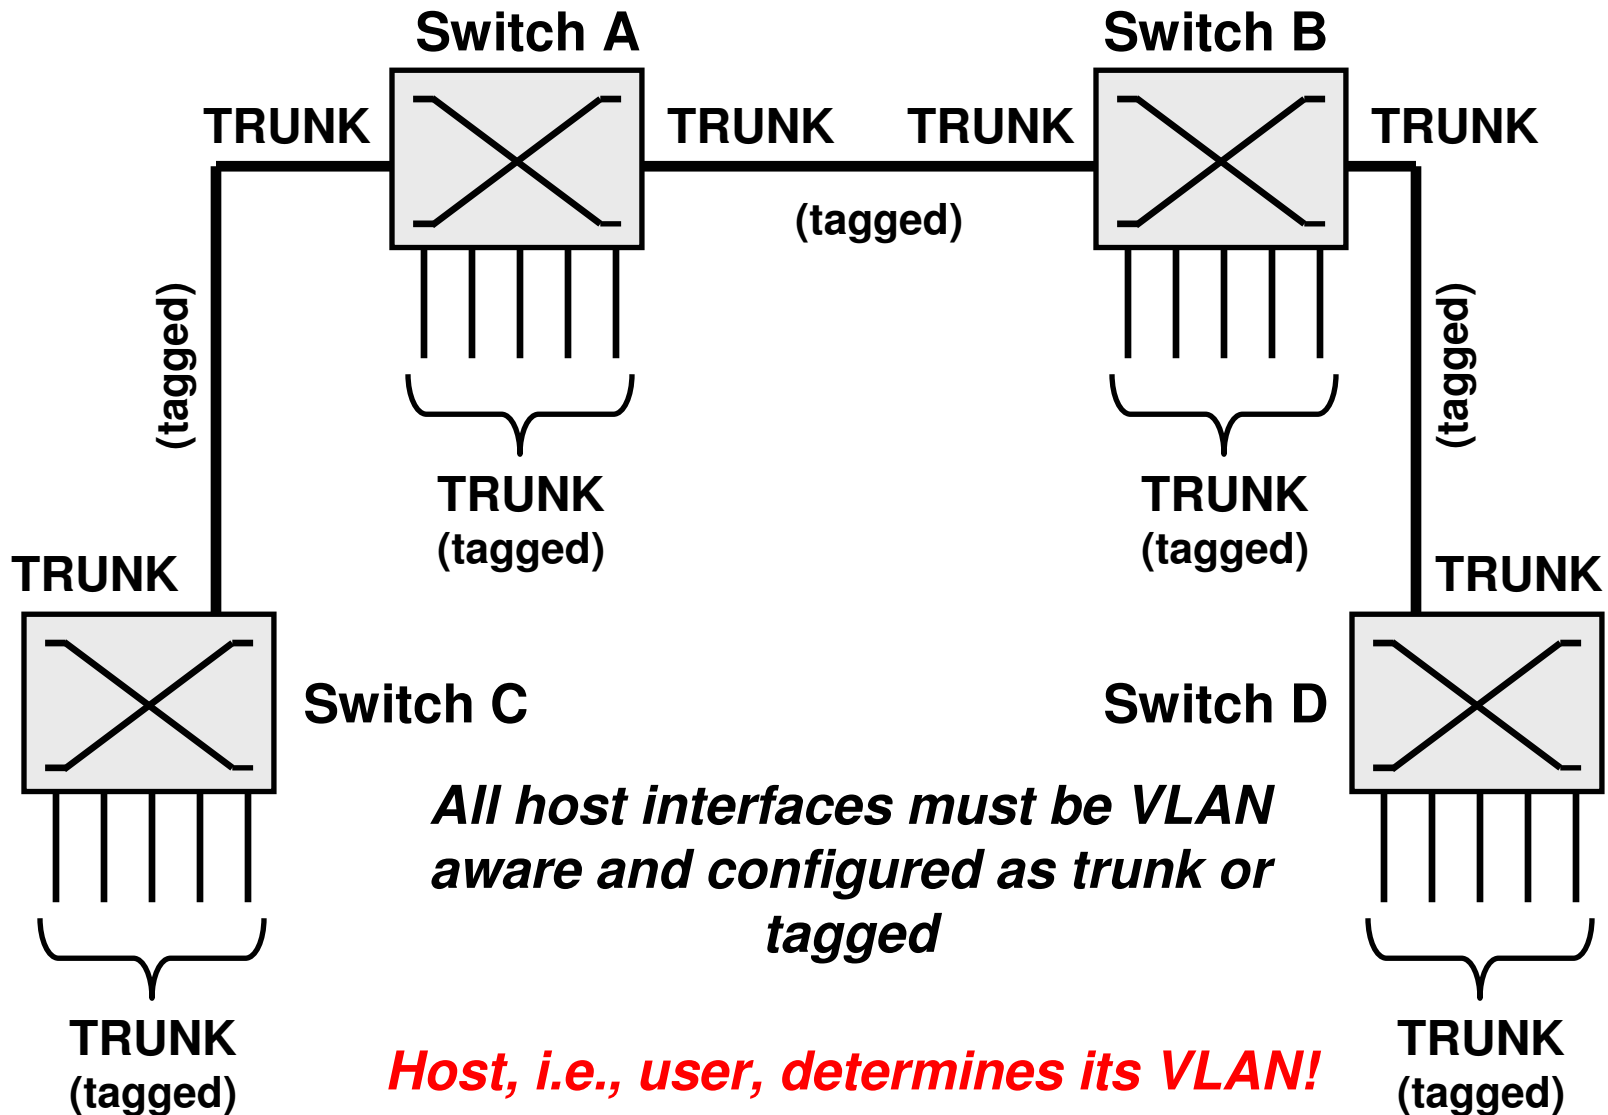 Switch A
Switch B
TRUNK
TRUNK
TRUNK
TRUNK
(tagged)
(tagged)
(tagged)
TRUNK
(tagged)
TRUNK
(tagged)
TRUNK
TRUNK
Switch C
Switch D
All host interfaces must be VLAN
aware and configured as trunk or
tagged
TRUNK
(tagged)
Host, i.e., user, determines its VLAN!
TRUNK
(tagged)